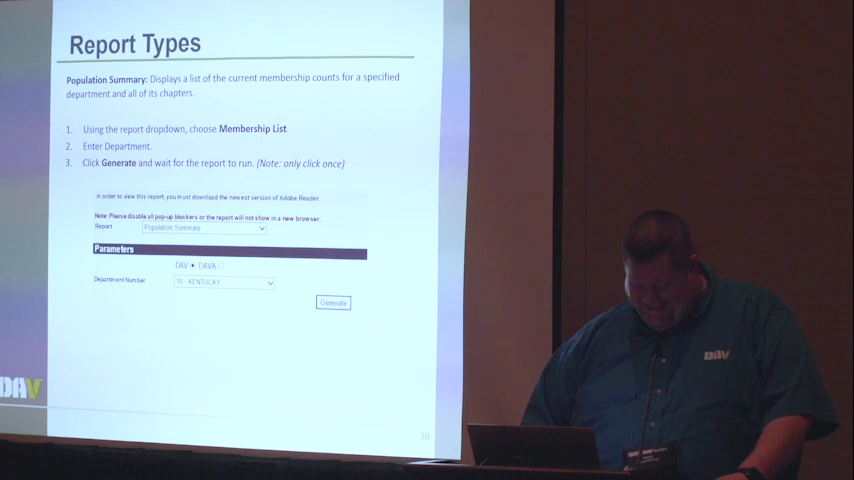 Report Types
Population Summary: Displays a list of the current membership counts for a specified
department and all of its chapters.
1. Using the report dropdown, choose Membership List.
2. Enter Department.
3. Click Generate and wait for the report to run. (Note: only click once)
In order to view this report, you must download the newest version of Adobe Reader.
Note: Please disable all pop-up blockers or the report will not show in a new browser.
Report Population Summary
Parameters
DAV DAVA
Department Number 16 - KENTUCKY
Generate
DAV
DAV
20